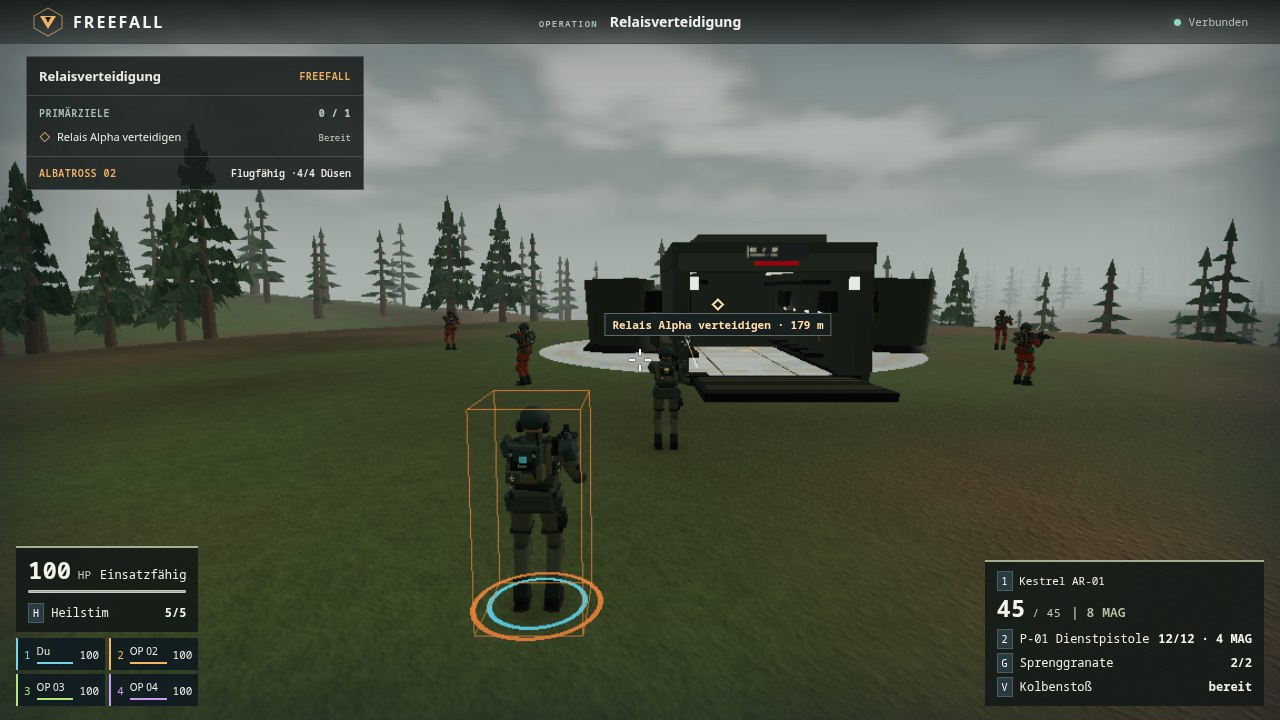 FREEFALL
OPERATION Relaisverteidigung
Verbunden
Relaisverteidigung FREEFALL
PRIMÄRZIELE 0 / 1
Relais Alpha verteidigen Bereit
ALBATROSS 02 Flugfähig ·4/4 Düsen
Relais Alpha verteidigen · 179 m
100 HP Einsatzfähig
H Heilstim 5/5
1 Du 100
2 OP 02 100
3 OP 03 100
4 OP 04 100
1 Kestrel AR-01
45 / 45 | 8 MAG
2 P-01 Dienstpistole 12/12 · 4 MAG
G Sprenggranate 2/2
V Kolbenstoß bereit